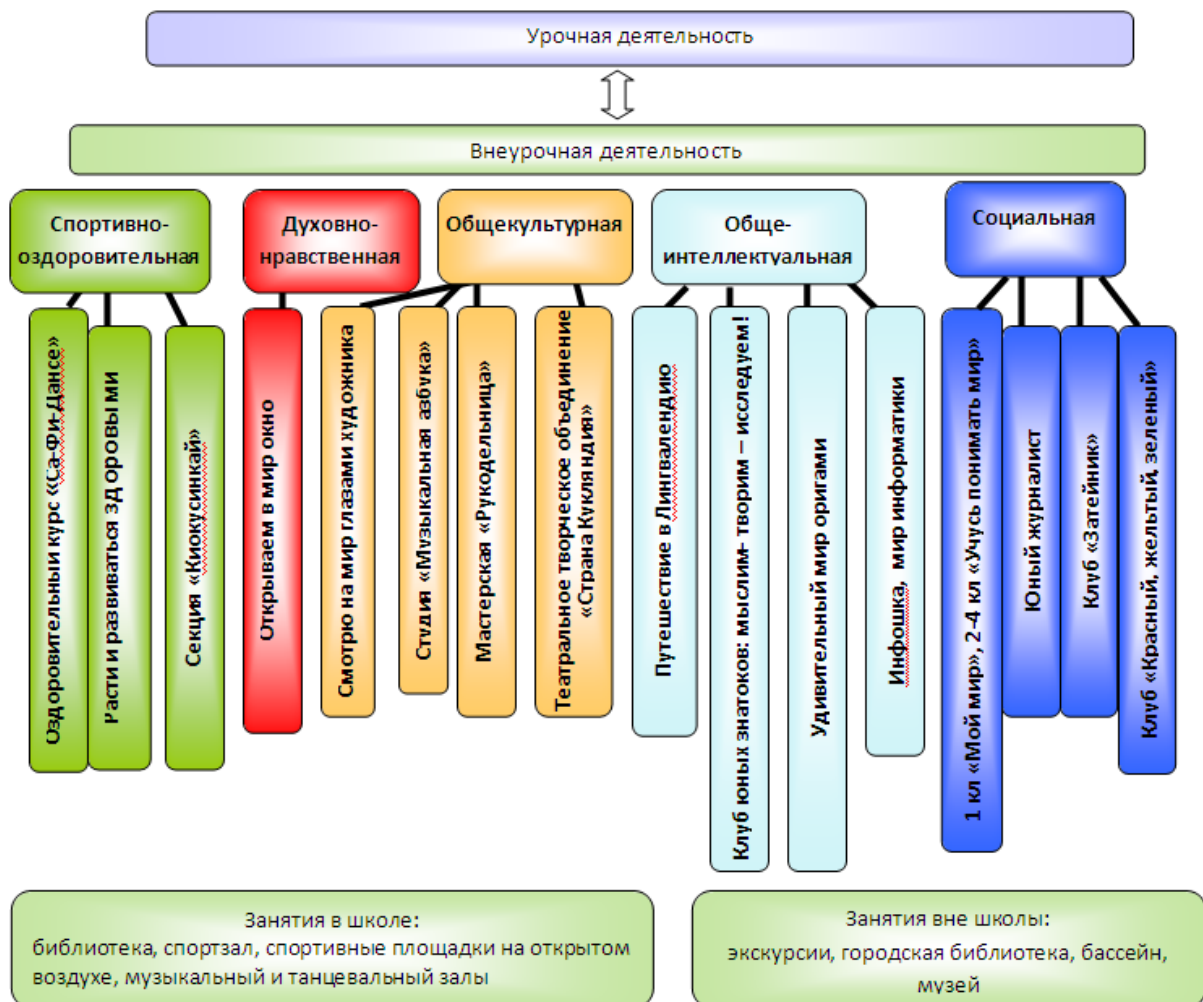 Урочная деятельность
Внеурочная деятельность
Спортивно-
оздоровительная
Духовно-
нравственная
Общекультурная
Обще-
интеллектуальная
Социальная
Оздоровительный курс «Са-Фи-Дансе»
Расти и развиваться здоровыми
Секция «Киокусинкай»
Открываем в мир окно
Смотрю на мир глазами художника
Студия «Музыкальная азбука»
Мастерская «Рукодельница»
Театральное творческое объединение
«Страна Кукляндия»
Путешествие в Лингвалендию
Клуб юных знатоков: мыслим– творим – исследуем!
Удивительный мир оригами
Инфошка, мир информатики
1 кл «Мой мир», 2-4 кл «Учусь понимать мир»
Юный журналист
Клуб «Затейник»
Клуб «Красный, желтый, зеленый»
Занятия в школе:
библиотека, спортзал, спортивные площадки на открытом
воздухе, музыкальный и танцевальный залы
Занятия вне школы:
экскурсии, городская библиотека, бассейн,
музей